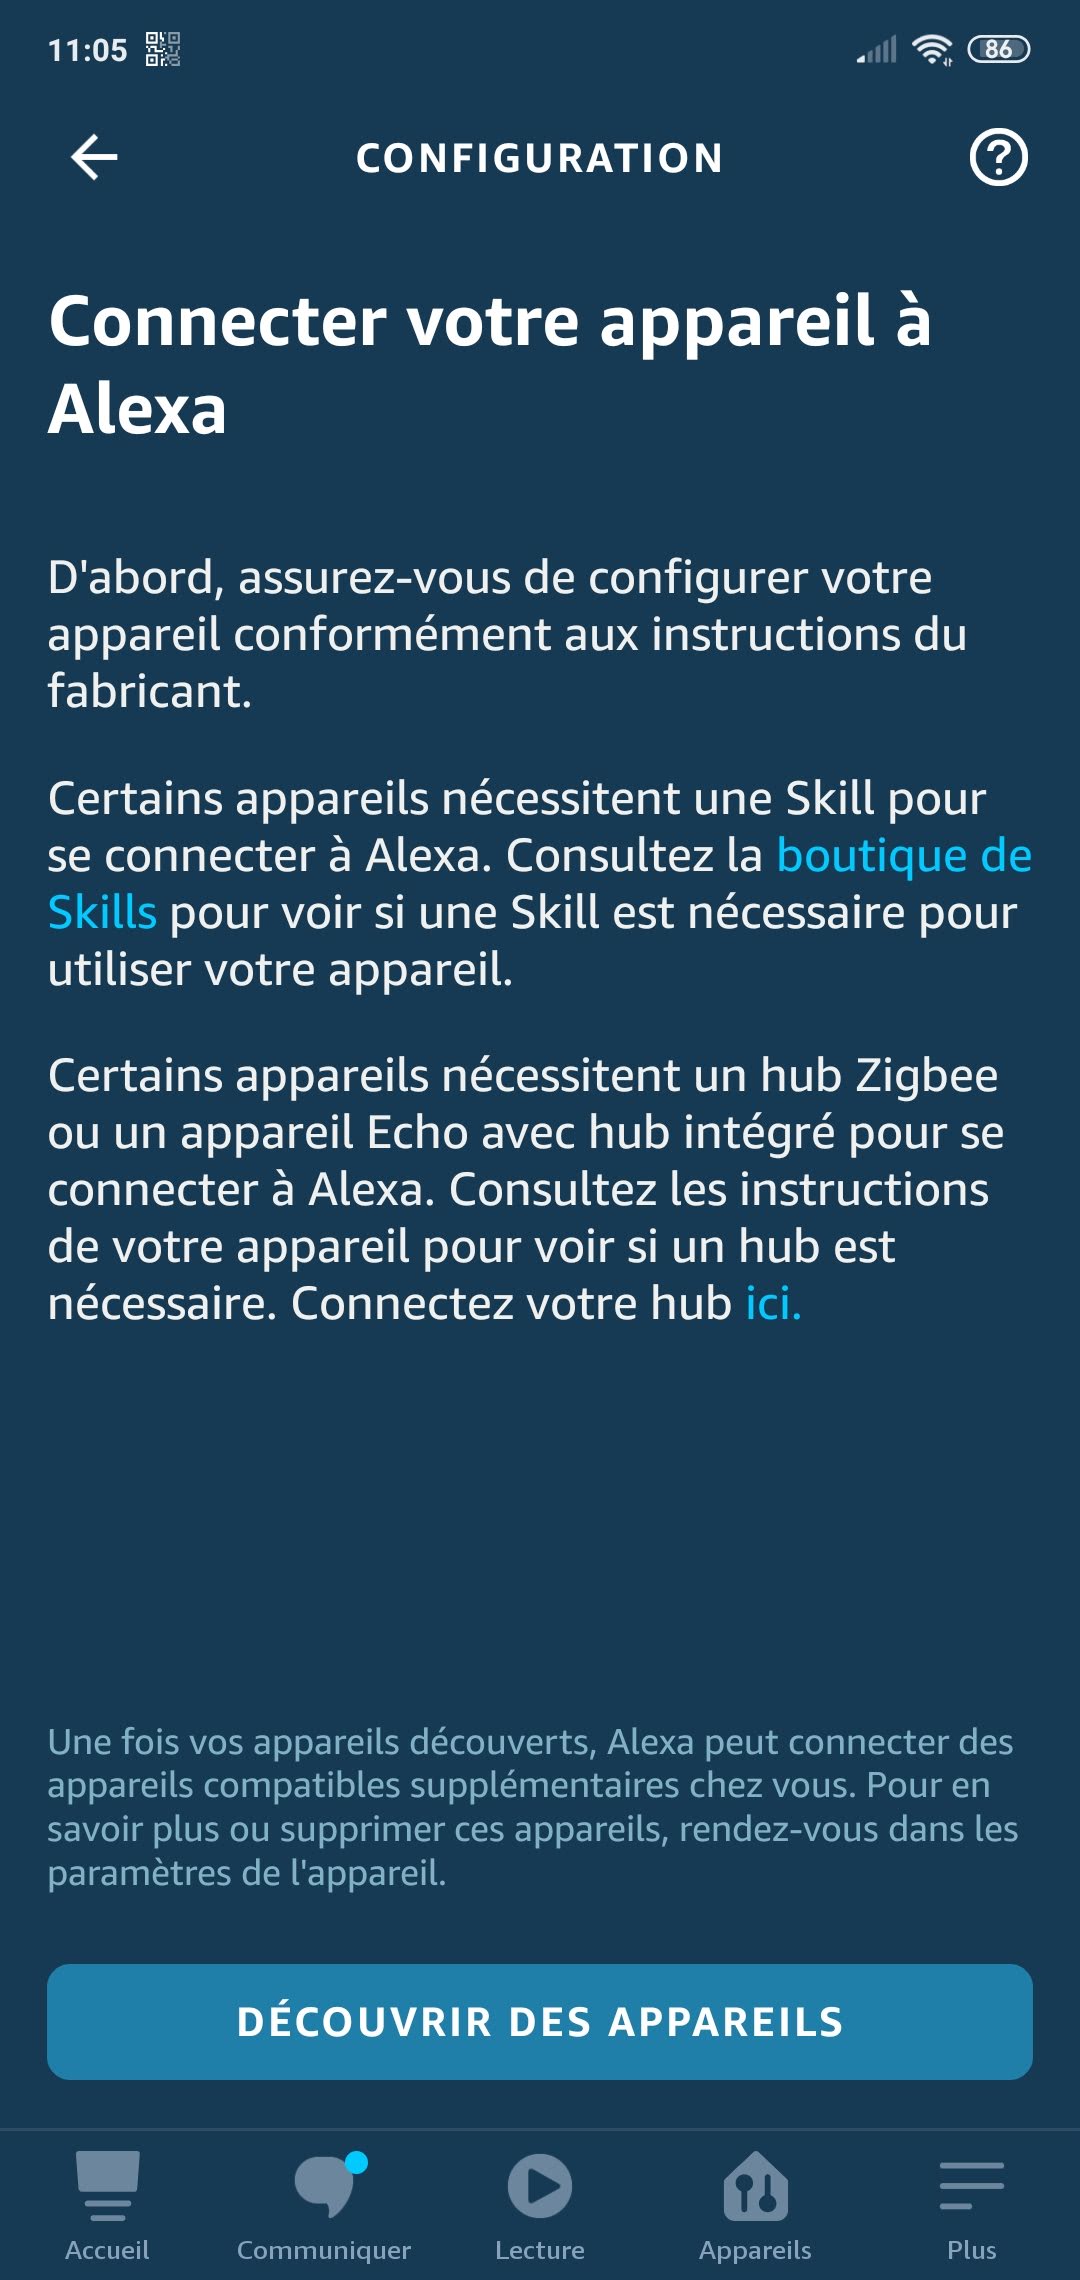 11:05
86
CONFIGURATION
Connecter votre appareil à
Alexa
D'abord, assurez-vous de configurer votre
appareil conformément aux instructions du
fabricant.
Certains appareils nécessitent une Skill pour
se connecter à Alexa. Consultez la boutique de
Skills pour voir si une Skill est nécessaire pour
utiliser votre appareil.
Certains appareils nécessitent un hub Zigbee
ou un appareil Echo avec hub intégré pour se
connecter à Alexa. Consultez les instructions
de votre appareil pour voir si un hub est
nécessaire. Connectez votre hub ici.
Une fois vos appareils découverts, Alexa peut connecter des
appareils compatibles supplémentaires chez vous. Pour en
savoir plus ou supprimer ces appareils, rendez-vous dans les
paramètres de l'appareil.
DÉCOUVRIR DES APPAREILS
Accueil
Communiquer
Lecture
Appareils
Plus